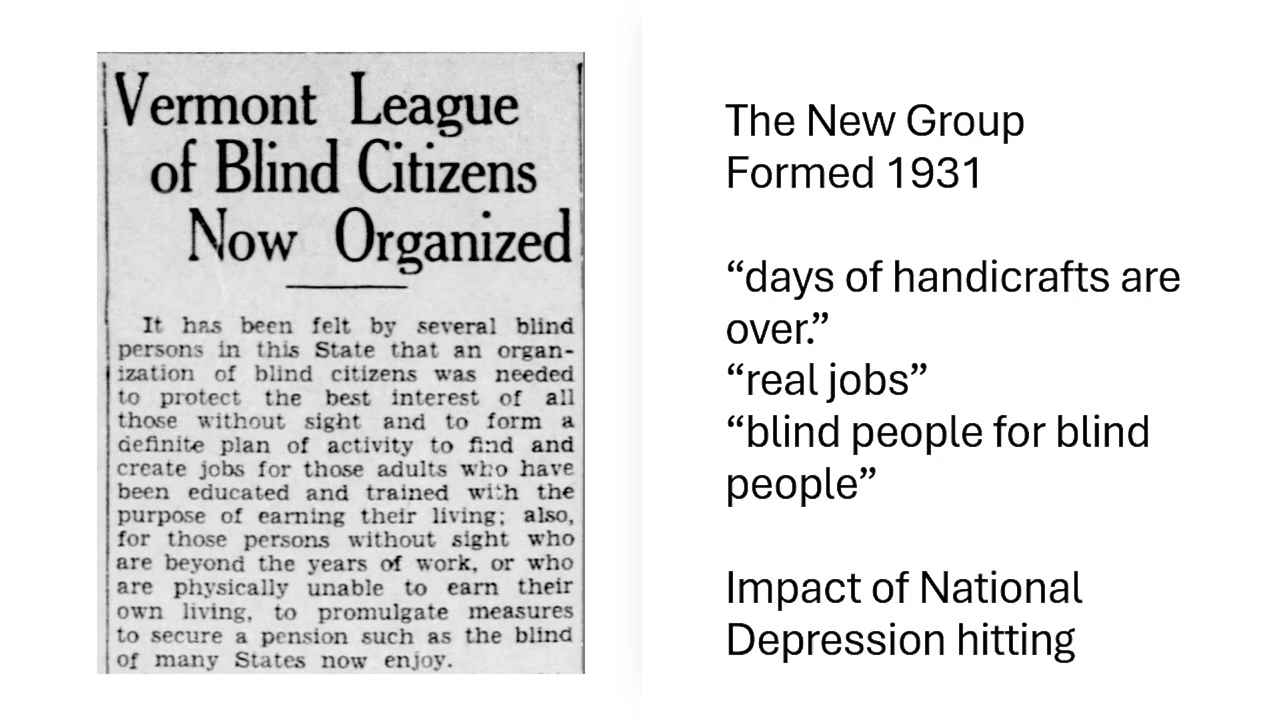 Vermont League
of Blind Citizens
Now Organized
It has been felt by several blind
persons in this State that an organ-
ization of blind citizens was needed
to protect the best interest of all
those without sight and to form a
definite plan of activity to find and
create jobs for those adults who have
been educated and trained with the
purpose of earning their living; also,
for those persons without sight who
are beyond the years of work, or who
are physically unable to earn their
own living, to promulgate measures
to secure a pension such as the blind
of many States now enjoy.
The New Group
Formed 1931
“days of handicrafts are
over.”
“real jobs”
“blind people for blind
people”
Impact of National
Depression hitting